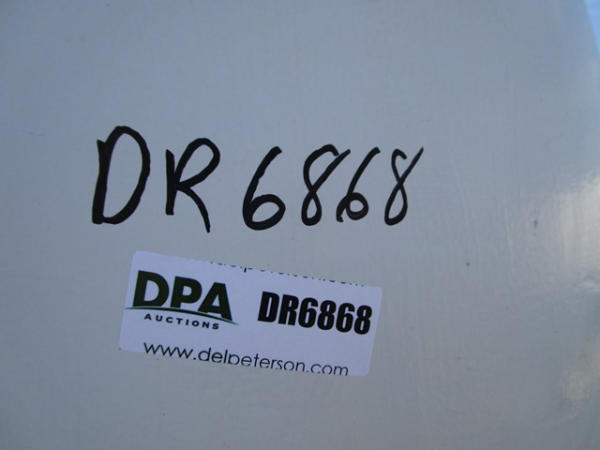 DR6868
DPA
AUCTIONS
DR6868
www.delpeterson.com